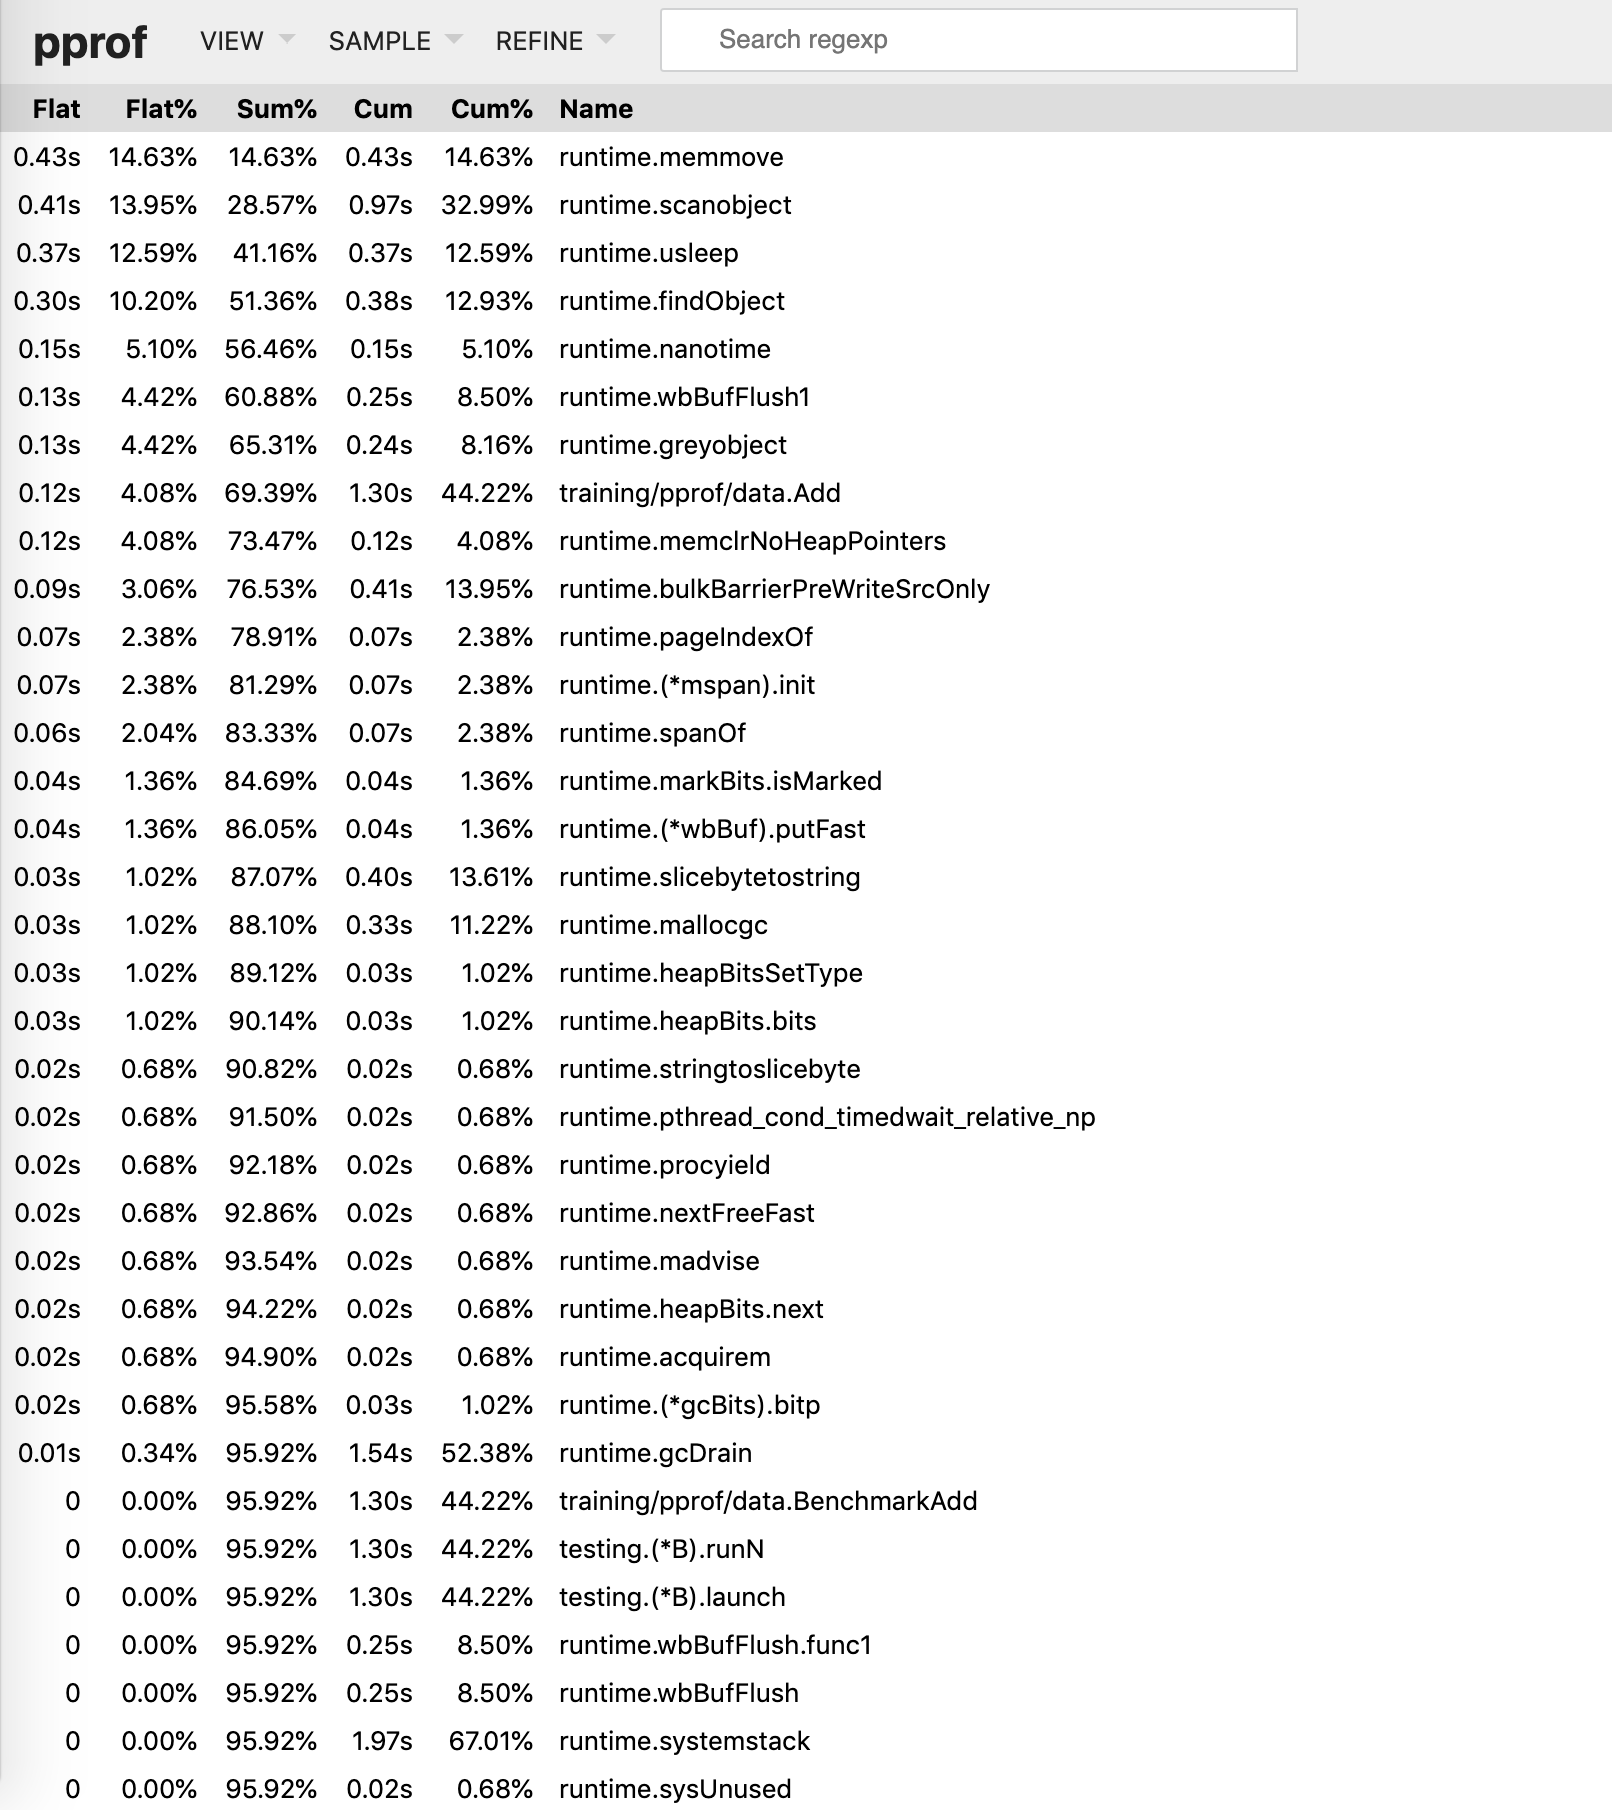 pprof VIEW SAMPLE REFINE Search regexp
Flat Flat% Sum% Cum Cum% Name
0.43s 14.63% 14.63% 0.43s 14.63% runtime.memmove
0.41s 13.95% 28.57% 0.97s 32.99% runtime.scanobject
0.37s 12.59% 41.16% 0.37s 12.59% runtime.usleep
0.30s 10.20% 51.36% 0.38s 12.93% runtime.findObject
0.15s 5.10% 56.46% 0.15s 5.10% runtime.nanotime
0.13s 4.42% 60.88% 0.25s 8.50% runtime.wbBufFlush1
0.13s 4.42% 65.31% 0.24s 8.16% runtime.greyobject
0.12s 4.08% 69.39% 1.30s 44.22% training/pprof/data.Add
0.12s 4.08% 73.47% 0.12s 4.08% runtime.memclrNoHeapPointers
0.09s 3.06% 76.53% 0.41s 13.95% runtime.bulkBarrierPreWriteSrcOnly
0.07s 2.38% 78.91% 0.07s 2.38% runtime.pageIndexOf
0.07s 2.38% 81.29% 0.07s 2.38% runtime.(*mspan).init
0.06s 2.04% 83.33% 0.07s 2.38% runtime.spanOf
0.04s 1.36% 84.69% 0.04s 1.36% runtime.markBits.isMarked
0.04s 1.36% 86.05% 0.04s 1.36% runtime.(*wbBuf).putFast
0.03s 1.02% 87.07% 0.40s 13.61% runtime.slicebytetostring
0.03s 1.02% 88.10% 0.33s 11.22% runtime.mallocgc
0.03s 1.02% 89.12% 0.03s 1.02% runtime.heapBitsSetType
0.03s 1.02% 90.14% 0.03s 1.02% runtime.heapBits.bits
0.02s 0.68% 90.82% 0.02s 0.68% runtime.stringtoslicebyte
0.02s 0.68% 91.50% 0.02s 0.68% runtime.pthread_cond_timedwait_relative_np
0.02s 0.68% 92.18% 0.02s 0.68% runtime.procyield
0.02s 0.68% 92.86% 0.02s 0.68% runtime.nextFreeFast
0.02s 0.68% 93.54% 0.02s 0.68% runtime.madvise
0.02s 0.68% 94.22% 0.02s 0.68% runtime.heapBits.next
0.02s 0.68% 94.90% 0.02s 0.68% runtime.acquirem
0.02s 0.68% 95.58% 0.03s 1.02% runtime.(*gcBits).bitp
0.01s 0.34% 95.92% 1.54s 52.38% runtime.gcDrain
0 0.00% 95.92% 1.30s 44.22% training/pprof/data.BenchmarkAdd
0 0.00% 95.92% 1.30s 44.22% testing.(*B).runN
0 0.00% 95.92% 1.30s 44.22% testing.(*B).launch
0 0.00% 95.92% 0.25s 8.50% runtime.wbBufFlush.func1
0 0.00% 95.92% 0.25s 8.50% runtime.wbBufFlush
0 0.00% 95.92% 1.97s 67.01% runtime.systemstack
0 0.00% 95.92% 0.02s 0.68% runtime.sysUnused